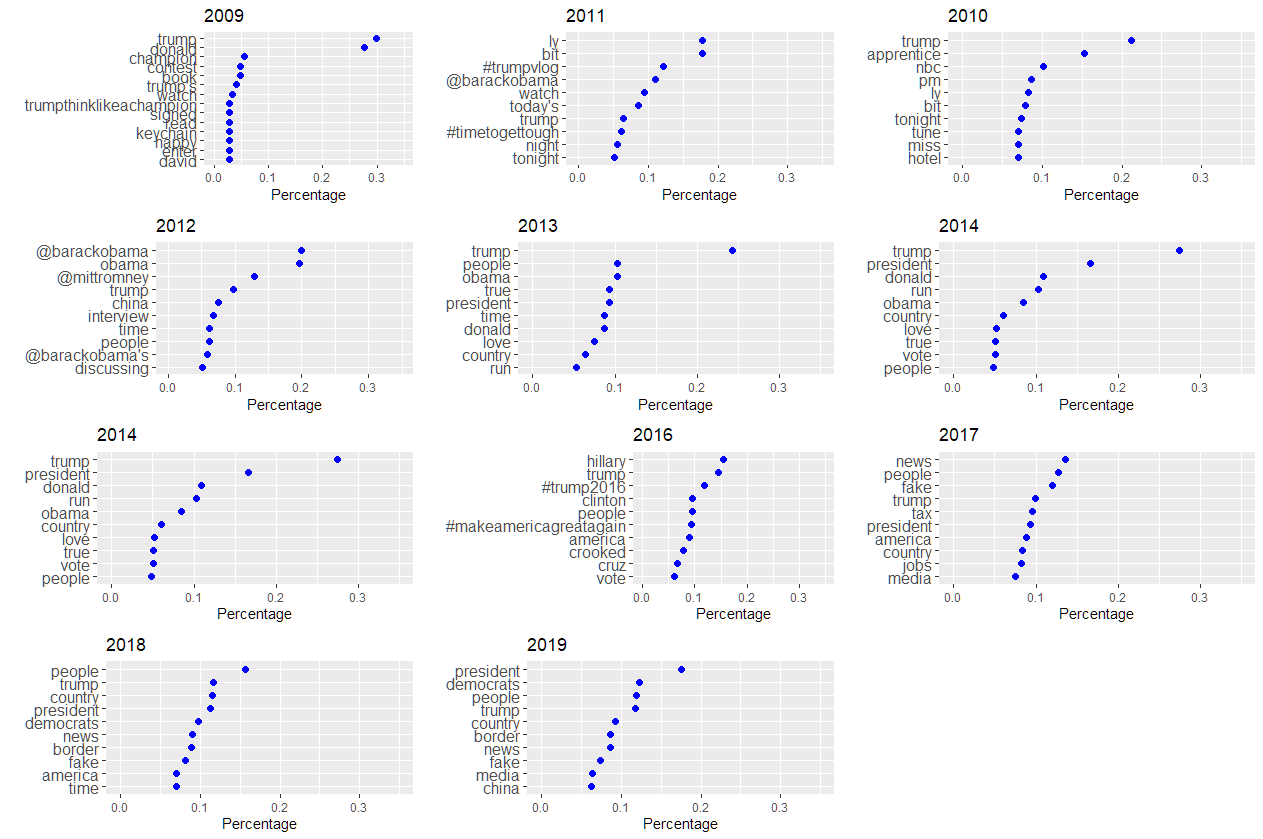 2009
trump
donald
champion
contest
book
trump's
watch
trumpthinklikeachampion
signed
read
keychain
happy
enter
david
0.0 0.1 0.2 0.3
Percentage
2011
ly
bit
#trumpvlog
@barackobama
watch
today's
trump
#timetogettough
night
tonight
0.0 0.1 0.2 0.3
Percentage
2010
trump
apprentice
nbc
pm
ly
bit
tonight
tune
miss
hotel
0.0 0.1 0.2 0.3
Percentage
2012
@barackobama
obama
@mittromney
trump
china
interview
time
people
@barackobama's
discussing
0.0 0.1 0.2 0.3
Percentage
2013
trump
people
obama
true
president
time
donald
love
country
run
0.0 0.1 0.2 0.3
Percentage
2014
trump
president
donald
run
obama
country
love
true
vote
people
0.0 0.1 0.2 0.3
Percentage
2014
trump
president
donald
run
obama
country
love
true
vote
people
0.0 0.1 0.2 0.3
Percentage
2016
hillary
trump
#trump2016
clinton
people
#makeamericagreatagain
america
crooked
cruz
vote
0.0 0.1 0.2 0.3
Percentage
2017
news
people
fake
trump
tax
president
america
country
jobs
media
0.0 0.1 0.2 0.3
Percentage
2018
people
trump
country
president
democrats
news
border
fake
america
time
0.0 0.1 0.2 0.3
Percentage
2019
president
democrats
people
trump
country
border
news
fake
media
china
0.0 0.1 0.2 0.3
Percentage